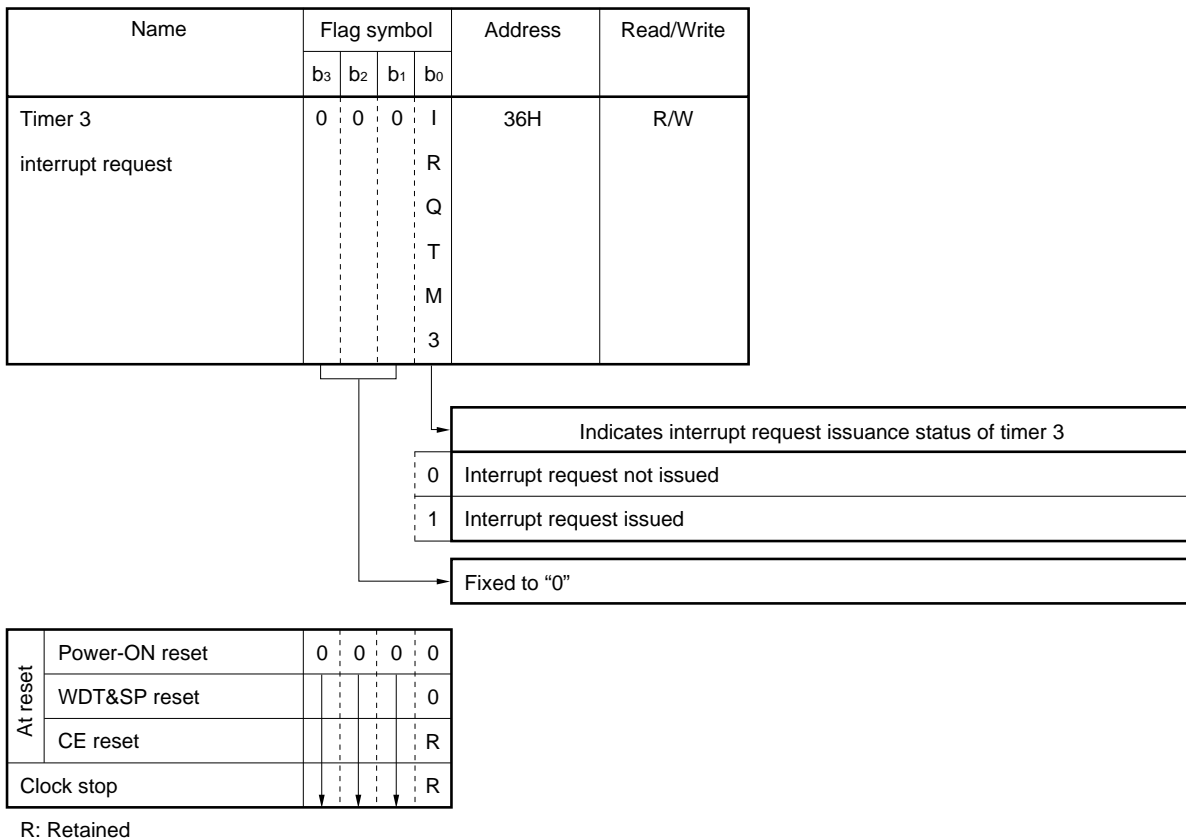 Name Flag symbol Address Read/Write
b3 b2 b1 b0
Timer 3 0 0 0 I 36H R/W
interrupt request R
Q
T
M
3
Indicates interrupt request issuance status of timer 3
0 Interrupt request not issued
1 Interrupt request issued
Fixed to “0”
At reset
Power-ON reset 0 0 0 0
WDT&SP reset 0
CE reset R
Clock stop R
R: Retained